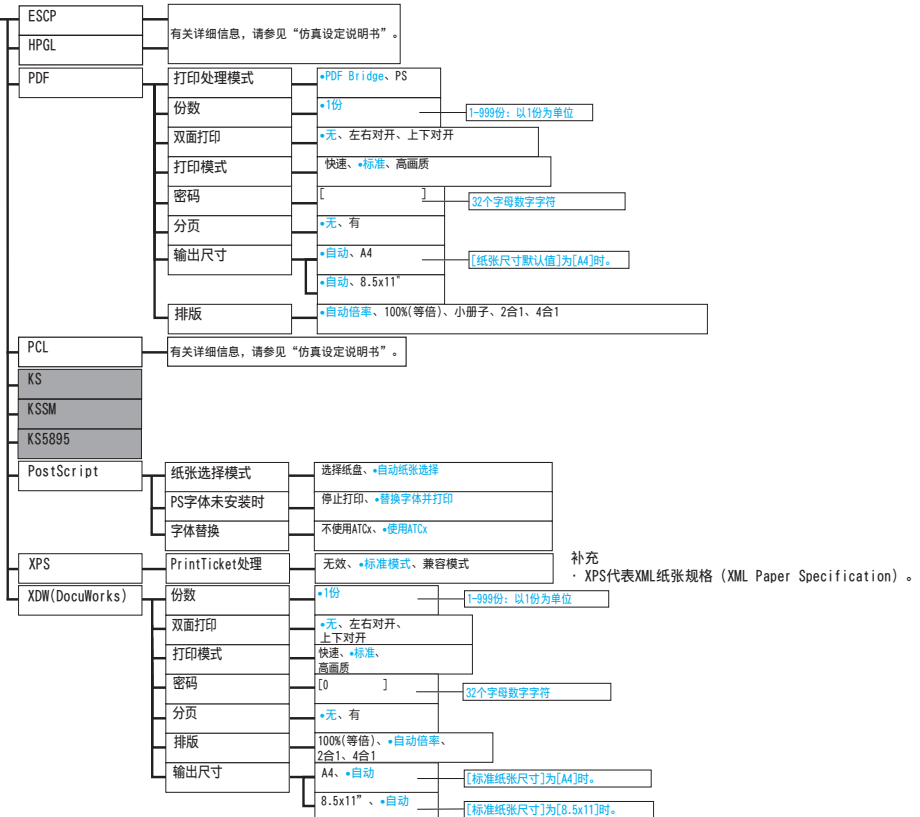 ESCP
有关详细信息，请参见“仿真设定说明书”。
HPGL
PDF
打印处理模式
•PDF Bridge、PS
份数
•1份
1-999份：以1份为单位
双面打印
•无、左右对开、上下对开
打印模式
快速、•标准、高画质
密码
[ ]
32个字母数字字符
分页
•无、有
输出尺寸
•自动、A4
[纸张尺寸默认值]为[A4]时。
•自动、8.5x11"
排版
•自动倍率、100%(等倍)、小册子、2合1、4合1
PCL
有关详细信息，请参见“仿真设定说明书”。
KS
KSSM
KS5895
PostScript
纸张选择模式
选择纸盘、•自动纸张选择
PS字体未安装时
停止打印、•替换字体并打印
字体替换
不使用ATCx、•使用ATCx
XPS
PrintTicket处理
无效、•标准模式、兼容模式
补充
· XPS代表XML纸张规格（XML Paper Specification）。
XDW(DocuWorks)
份数
•1份
1-999份：以1份为单位
双面打印
•无、左右对开、
上下对开
打印模式
快速、•标准、
高画质
密码
[0 ]
32个字母数字字符
分页
•无、有
排版
100%(等倍)、•自动倍率、
2合1、4合1
输出尺寸
A4、•自动
[标准纸张尺寸]为[A4]时。
8.5x11”、•自动
[标准纸张尺寸]为[8.5x11]时。